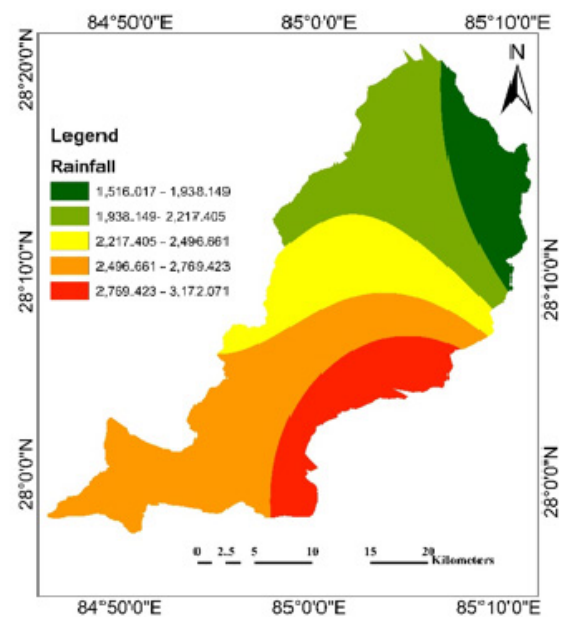 84°50'0"E 85°0'0"E 85°10'0"E
28°20'0"N
N
Legend
Rainfall
1,516.017 - 1,938.149
1,938.149- 2,217.405
2,217.405 - 2,496.661
2,496.661 - 2,769.423
2,769.423 - 3,172.071
28°10'0"N 28°10'0"N
28°0'0"N 28°0'0"N
0 2.5 5 10 15 20
Kilometers
84°50'0"E 85°0'0"E 85°10'0"E